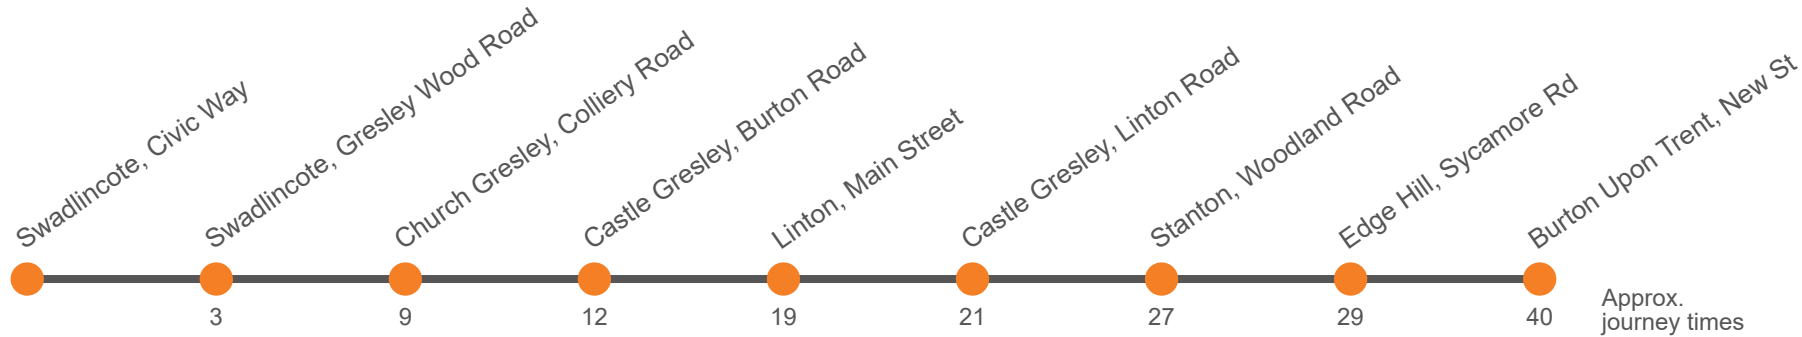 Swadlincote, Civic Way
Swadlincote, Gresley Wood Road
Church Gresley, Colliery Road
Castle Gresley, Burton Road
Linton, Main Street
Castle Gresley, Linton Road
Stanton, Woodland Road
Edge Hill, Sycamore Rd
Burton Upon Trent, New St
3 9 12 19 21 27 29 40
Approx.
journey times